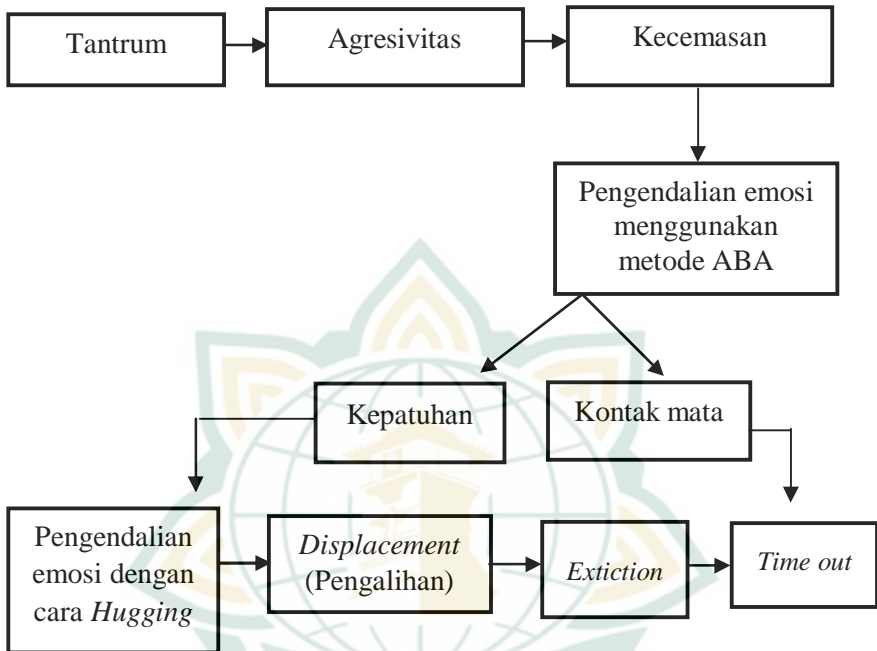 Tantrum
Agresivitas
Kecemasan
Pengendalian emosi
menggunakan
metode ABA
Kepatuhan
Kontak mata
Pengendalian
emosi dengan
cara Hugging
Displacement
(Pengalihan)
Extiction
Time out